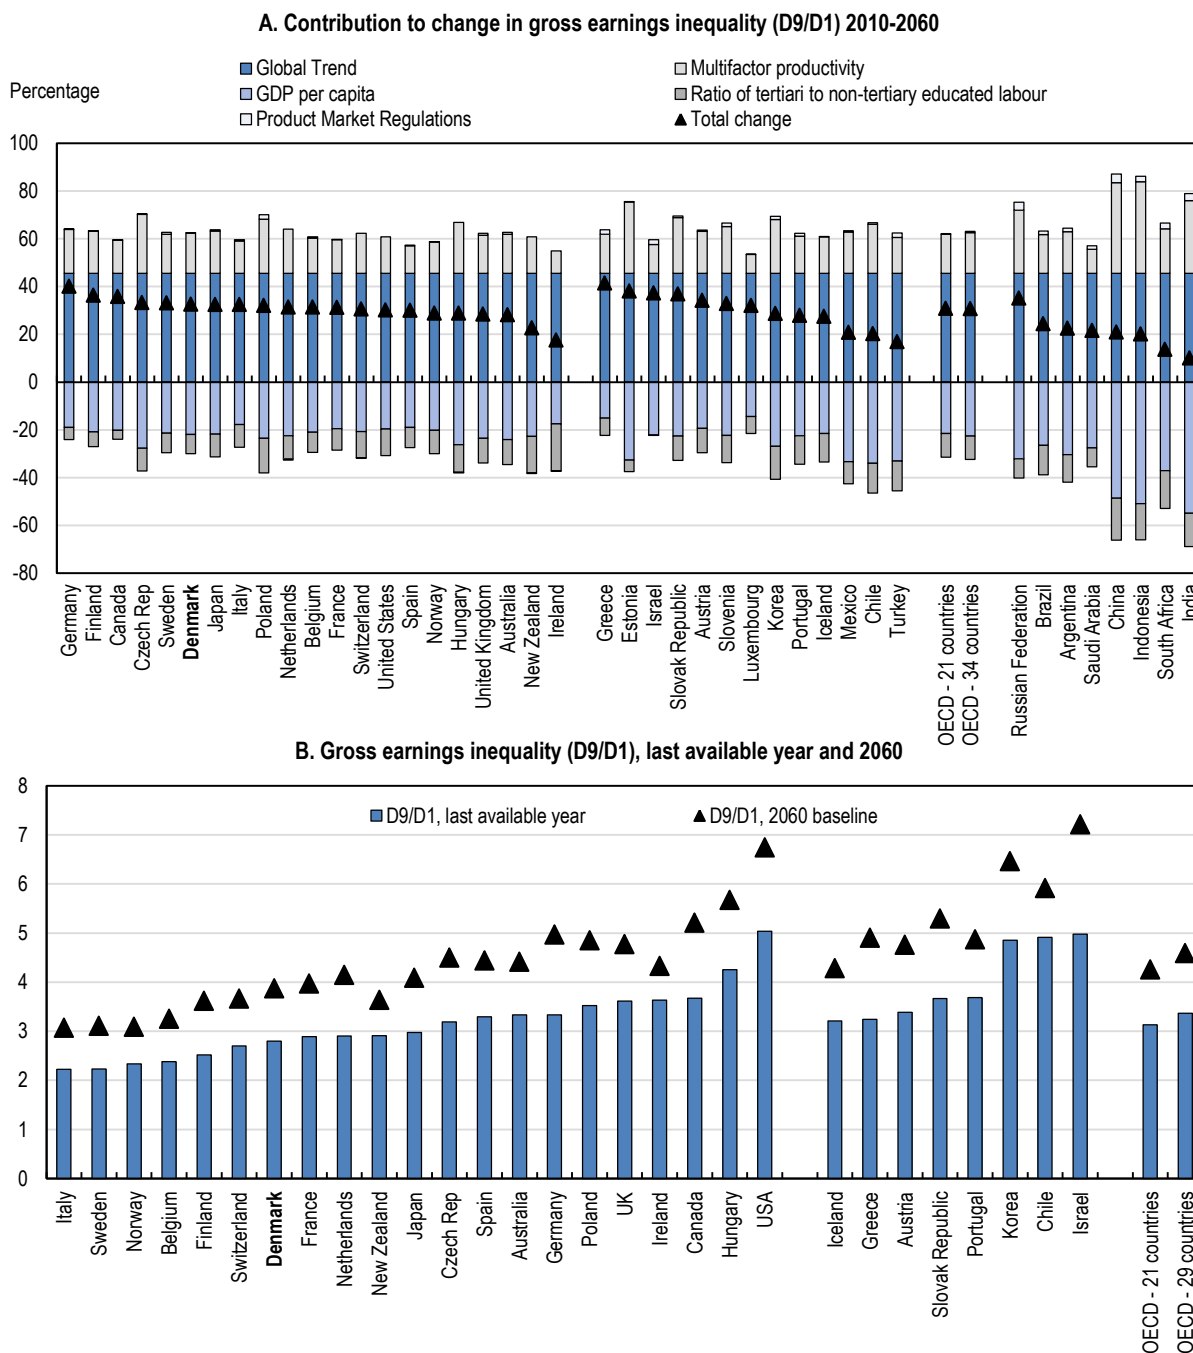 A. Contribution to change in gross earnings inequality (D9/D1) 2010-2060
Global Trend
Multifactor productivity
Percentage
GDP per capita
Ratio of tertiari to non-tertiary educated labour
Product Market Regulations
Total change
100
80
60
40
20
0
-20
-40
-60
-80
Germany
Finland
Canada
Czech Rep
Sweden
Denmark
Japan
Italy
Poland
Netherlands
Belgium
France
Switzerland
United States
Spain
Norway
Hungary
United Kingdom
Australia
New Zealand
Ireland
Greece
Estonia
Israel
Slovak Republic
Austria
Slovenia
Luxembourg
Korea
Portugal
Iceland
Mexico
Chile
Turkey
OECD - 21 countries
OECD - 34 countries
Russian Federation
Brazil
Argentina
Saudi Arabia
China
Indonesia
South Africa
India
B. Gross earnings inequality (D9/D1), last available year and 2060
8
7
6
5
4
3
2
1
0
D9/D1, last available year
D9/D1, 2060 baseline
Italy
Sweden
Norway
Belgium
Finland
Switzerland
Denmark
France
Netherlands
New Zealand
Japan
Czech Rep
Spain
Australia
Germany
Poland
UK
Ireland
Canada
Hungary
USA
Iceland
Greece
Austria
Slovak Republic
Portugal
Korea
Chile
Israel
OECD - 21 countries
OECD - 29 countries